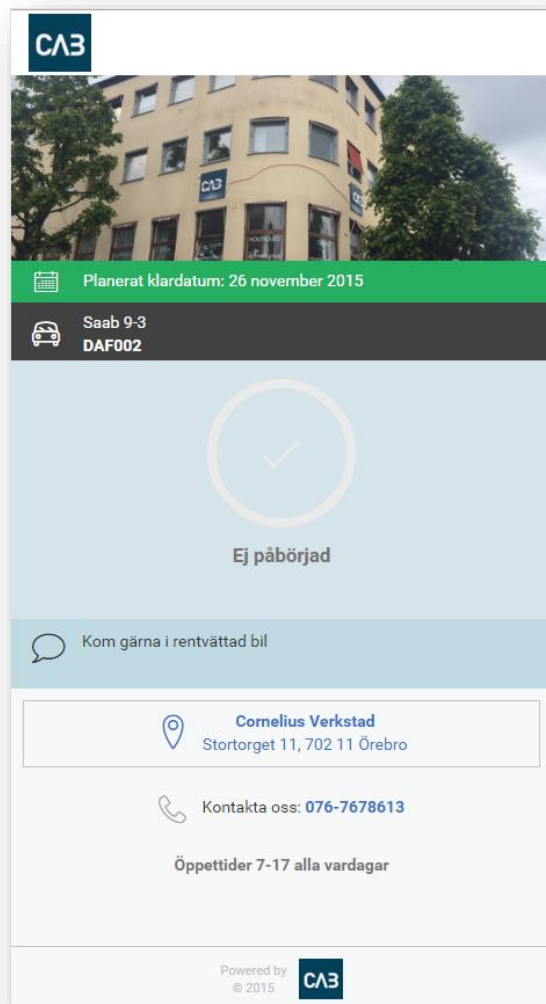 CAB
CAB
CAB
Planerat klardatum: 26 november 2015
Saab 9-3
DAF002
Ej påbörjad
Kom gärna i rentvättad bil
Cornelius Verkstad
Stortorget 11, 702 11 Örebro
Kontakta oss: 076-7678613
Öppettider 7-17 alla vardagar
Powered by
© 2015
CAB